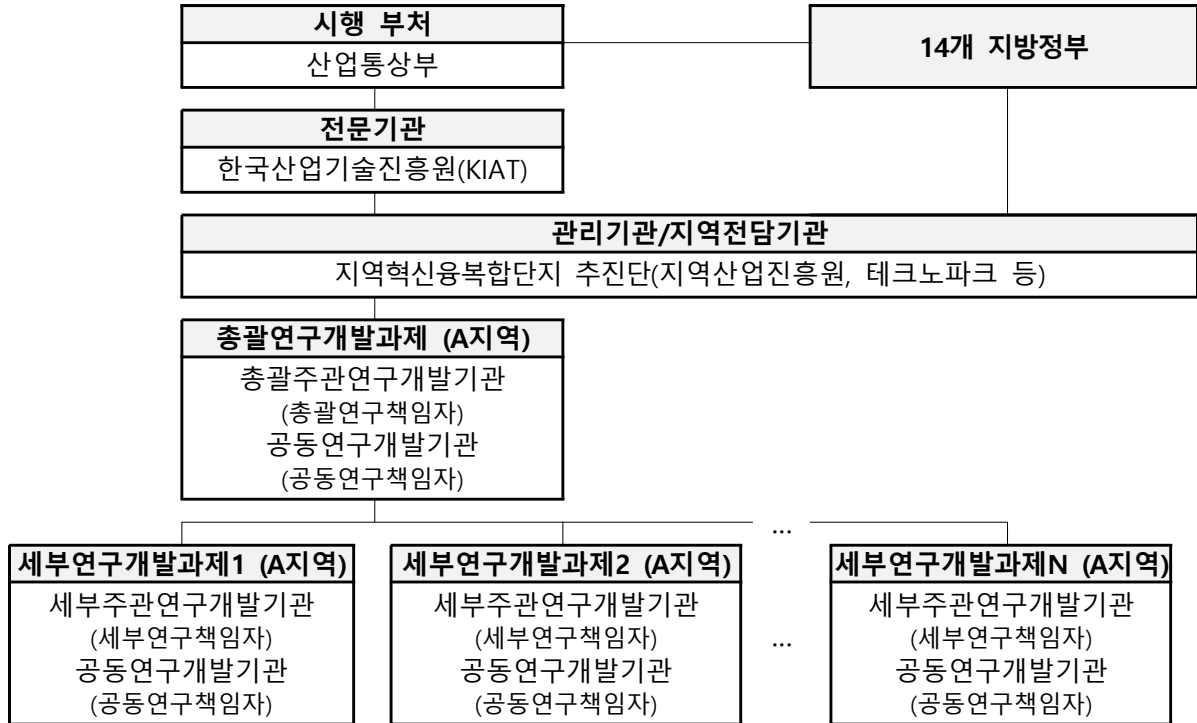 시행 부처
산업통상부
14개 지방정부
전문기관
한국산업기술진흥원(KIAT)
관리기관/지역전담기관
지역혁신융복합단지 추진단(지역산업진흥원, 테크노파크 등)
총괄연구개발과제 (A지역)
총괄주관연구개발기관
(총괄연구책임자)
공동연구개발기관
(공동연구책임자)
...
세부연구개발과제1 (A지역)
세부주관연구개발기관
(세부연구책임자)
공동연구개발기관
(공동연구책임자)
세부연구개발과제2 (A지역)
세부주관연구개발기관
(세부연구책임자)
공동연구개발기관
(공동연구책임자)
...
세부연구개발과제N (A지역)
세부주관연구개발기관
(세부연구책임자)
공동연구개발기관
(공동연구책임자)